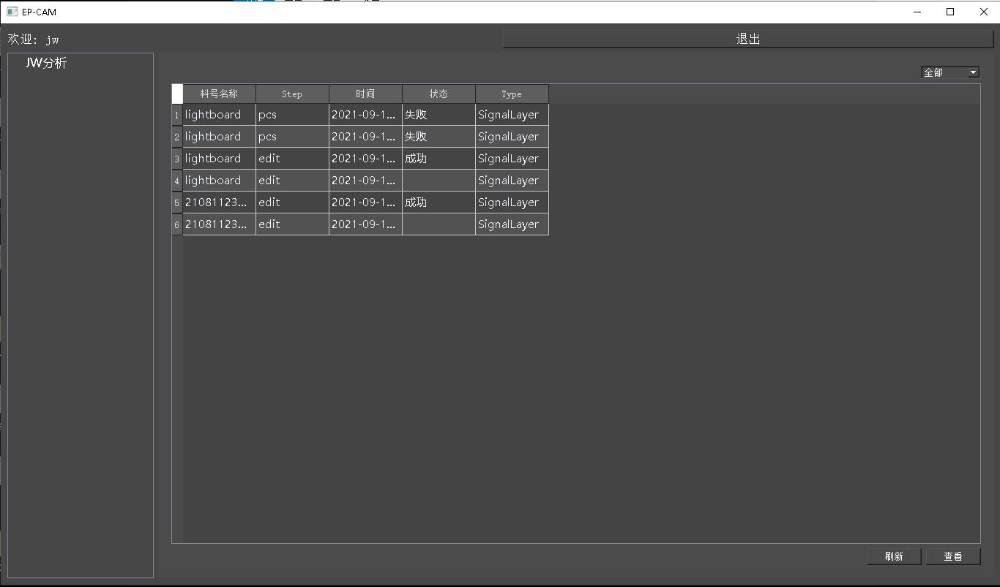 EP-CAM
欢迎: jw
退出
JW分析
全部
料号名称 Step 时间 状态 Type
1 lightboard pcs 2021-09-1... 失败 SignalLayer
2 lightboard pcs 2021-09-1... 失败 SignalLayer
3 lightboard edit 2021-09-1... 成功 SignalLayer
4 lightboard edit 2021-09-1... SignalLayer
5 21081123... edit 2021-09-1... 成功 SignalLayer
6 21081123... edit 2021-09-1... SignalLayer
刷新 查看